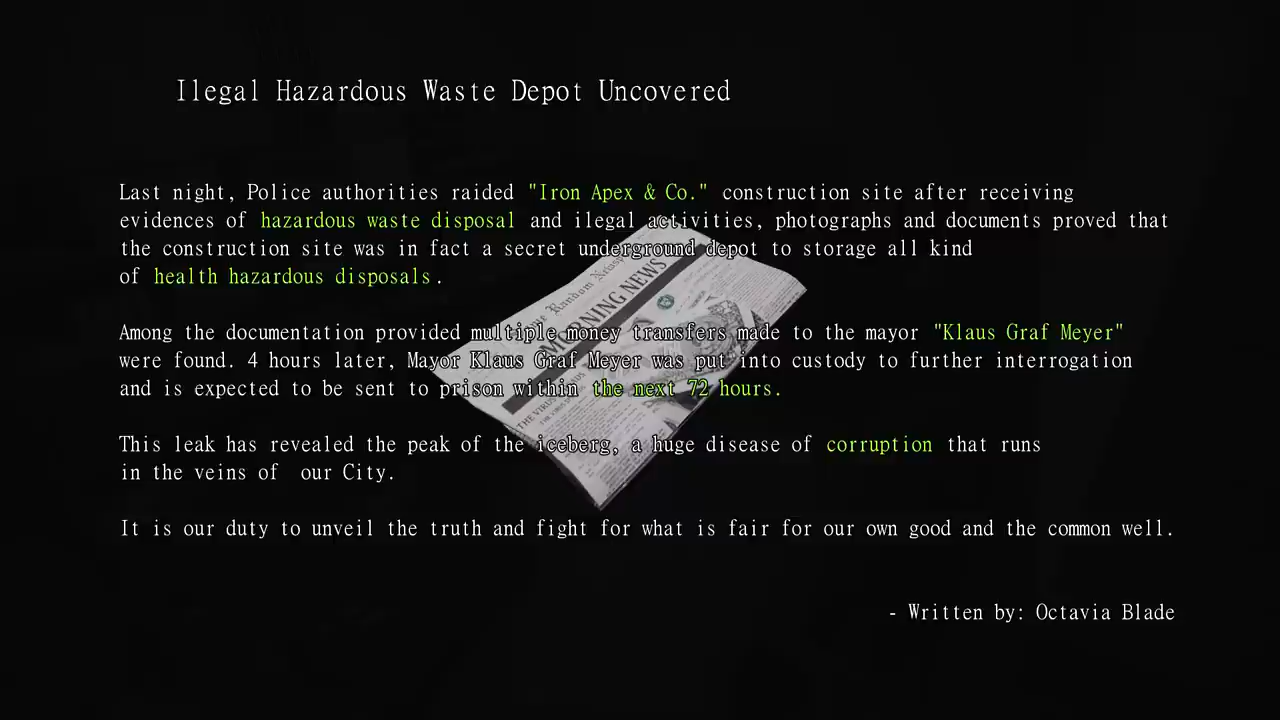 Ilegal Hazardous Waste Depot Uncovered
Last night, Police authorities raided "Iron Apex & Co." construction site after receiving
evidences of hazardous waste disposal and ilegal activities, photographs and documents proved that
the construction site was in fact a secret underground depot to storage all kind
of health hazardous disposals.
Among the documentation provided multiple money transfers made to the mayor "Klaus Graf Meyer"
were found. 4 hours later, Mayor Klaus Graf Meyer was put into custody to further interrogation
and is expected to be sent to prison within the next 72 hours.
This leak has revealed the peak of the iceberg, a huge disease of corruption that runs
in the veins of our City.
It is our duty to unveil the truth and fight for what is fair for our own good and the common well.
- Written by: Octavia Blade
MORNING NEWS